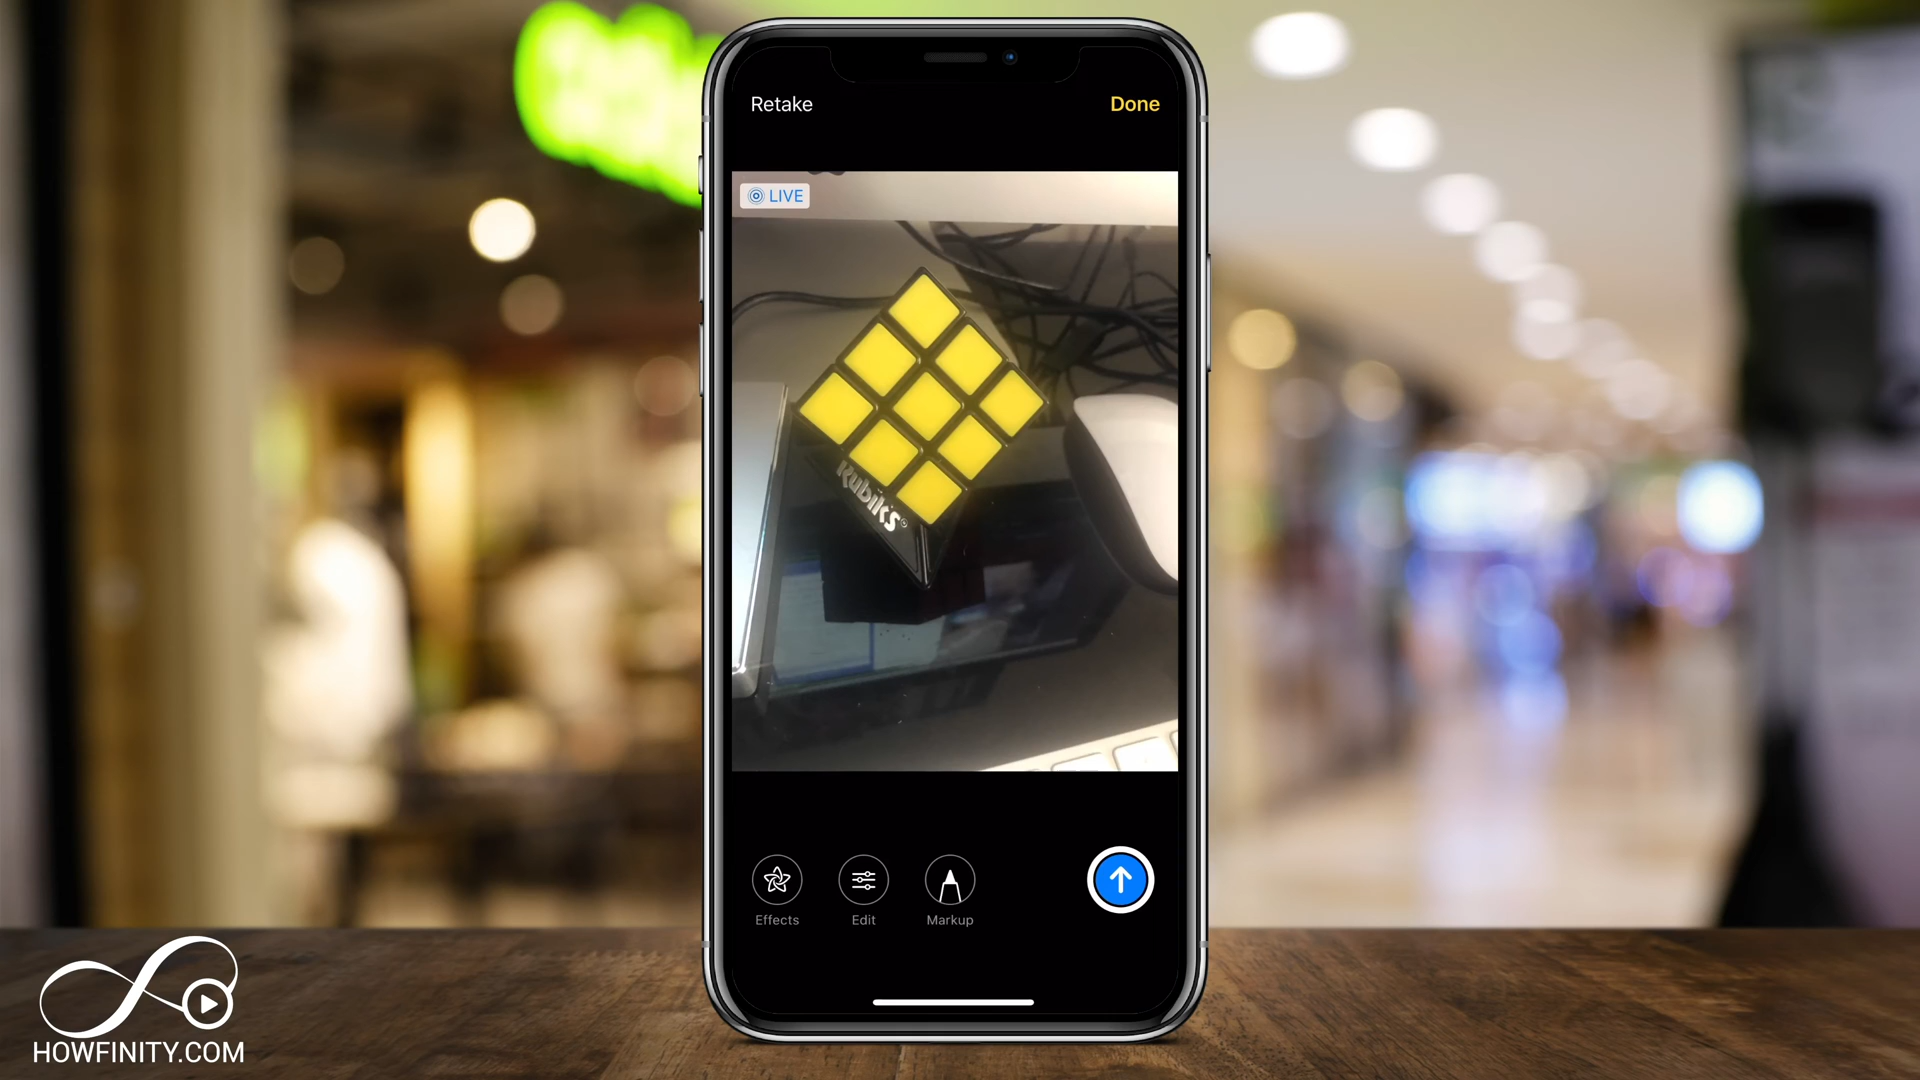 Retake
Done
LIVE
Rubik's®
Effects
Edit
Markup
HOWFINITY.COM